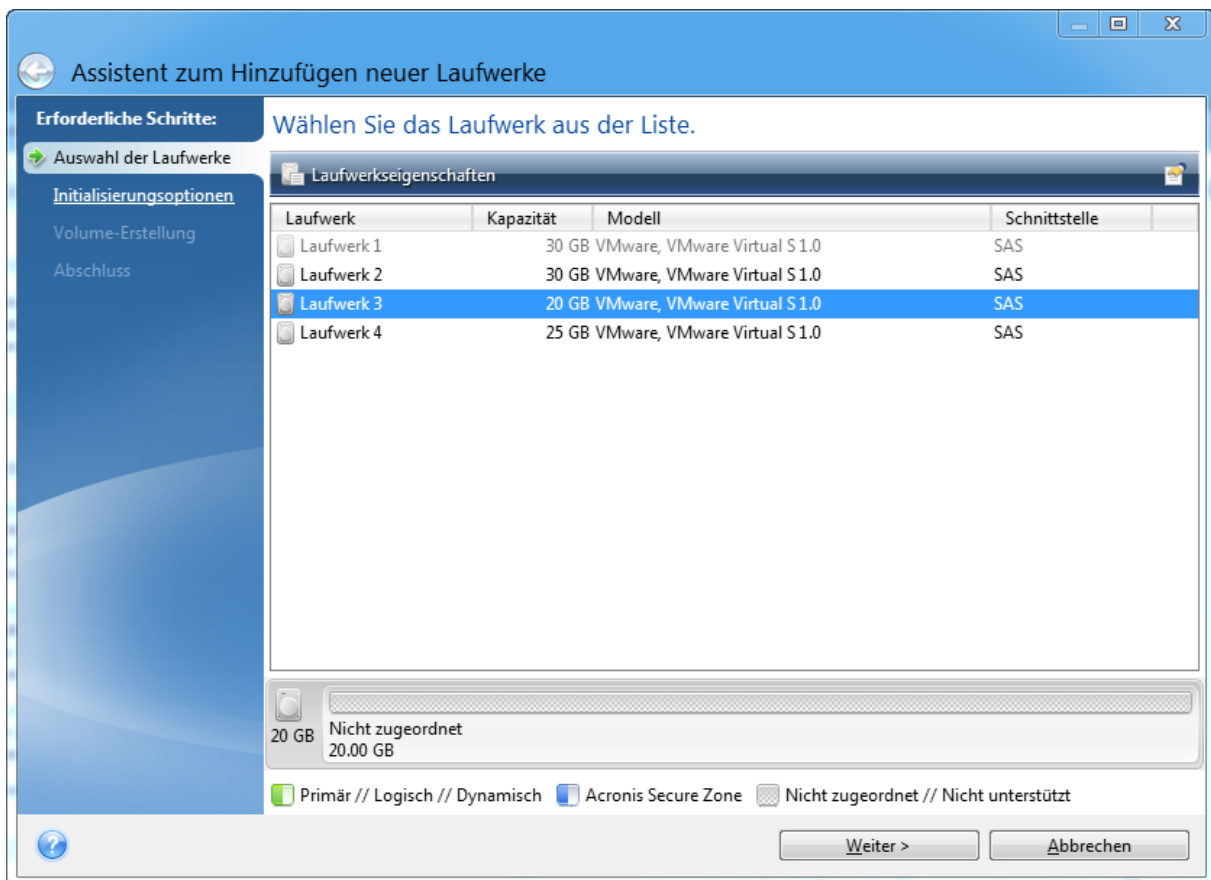 Assistent zum Hinzufügen neuer Laufwerke
Erforderliche Schritte:
Auswahl der Laufwerke
Initialisierungsoptionen
Volume-Erstellung
Abschluss
Wählen Sie das Laufwerk aus der Liste.
Laufwerkseigenschaften
Laufwerk Kapazität Modell Schnittstelle
Laufwerk 1 30 GB VMware, VMware Virtual S 1.0 SAS
Laufwerk 2 30 GB VMware, VMware Virtual S 1.0 SAS
Laufwerk 3 20 GB VMware, VMware Virtual S 1.0 SAS
Laufwerk 4 25 GB VMware, VMware Virtual S 1.0 SAS
20 GB
Nicht zugeordnet
20.00 GB
Primär // Logisch // Dynamisch Acronis Secure Zone Nicht zugeordnet // Nicht unterstützt
Weiter > Abbrechen